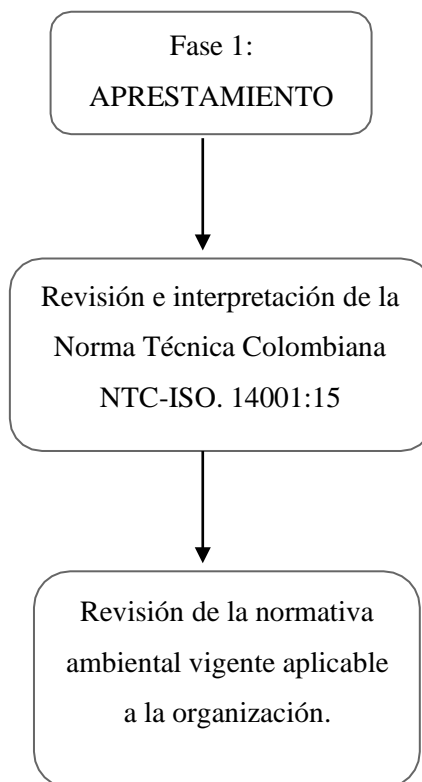 Fase 1:
APRESTAMIENTO
Revisión e interpretación de la
Norma Técnica Colombiana
NTC-ISO. 14001:15
Revisión de la normativa
ambiental vigente aplicable
a la organización.